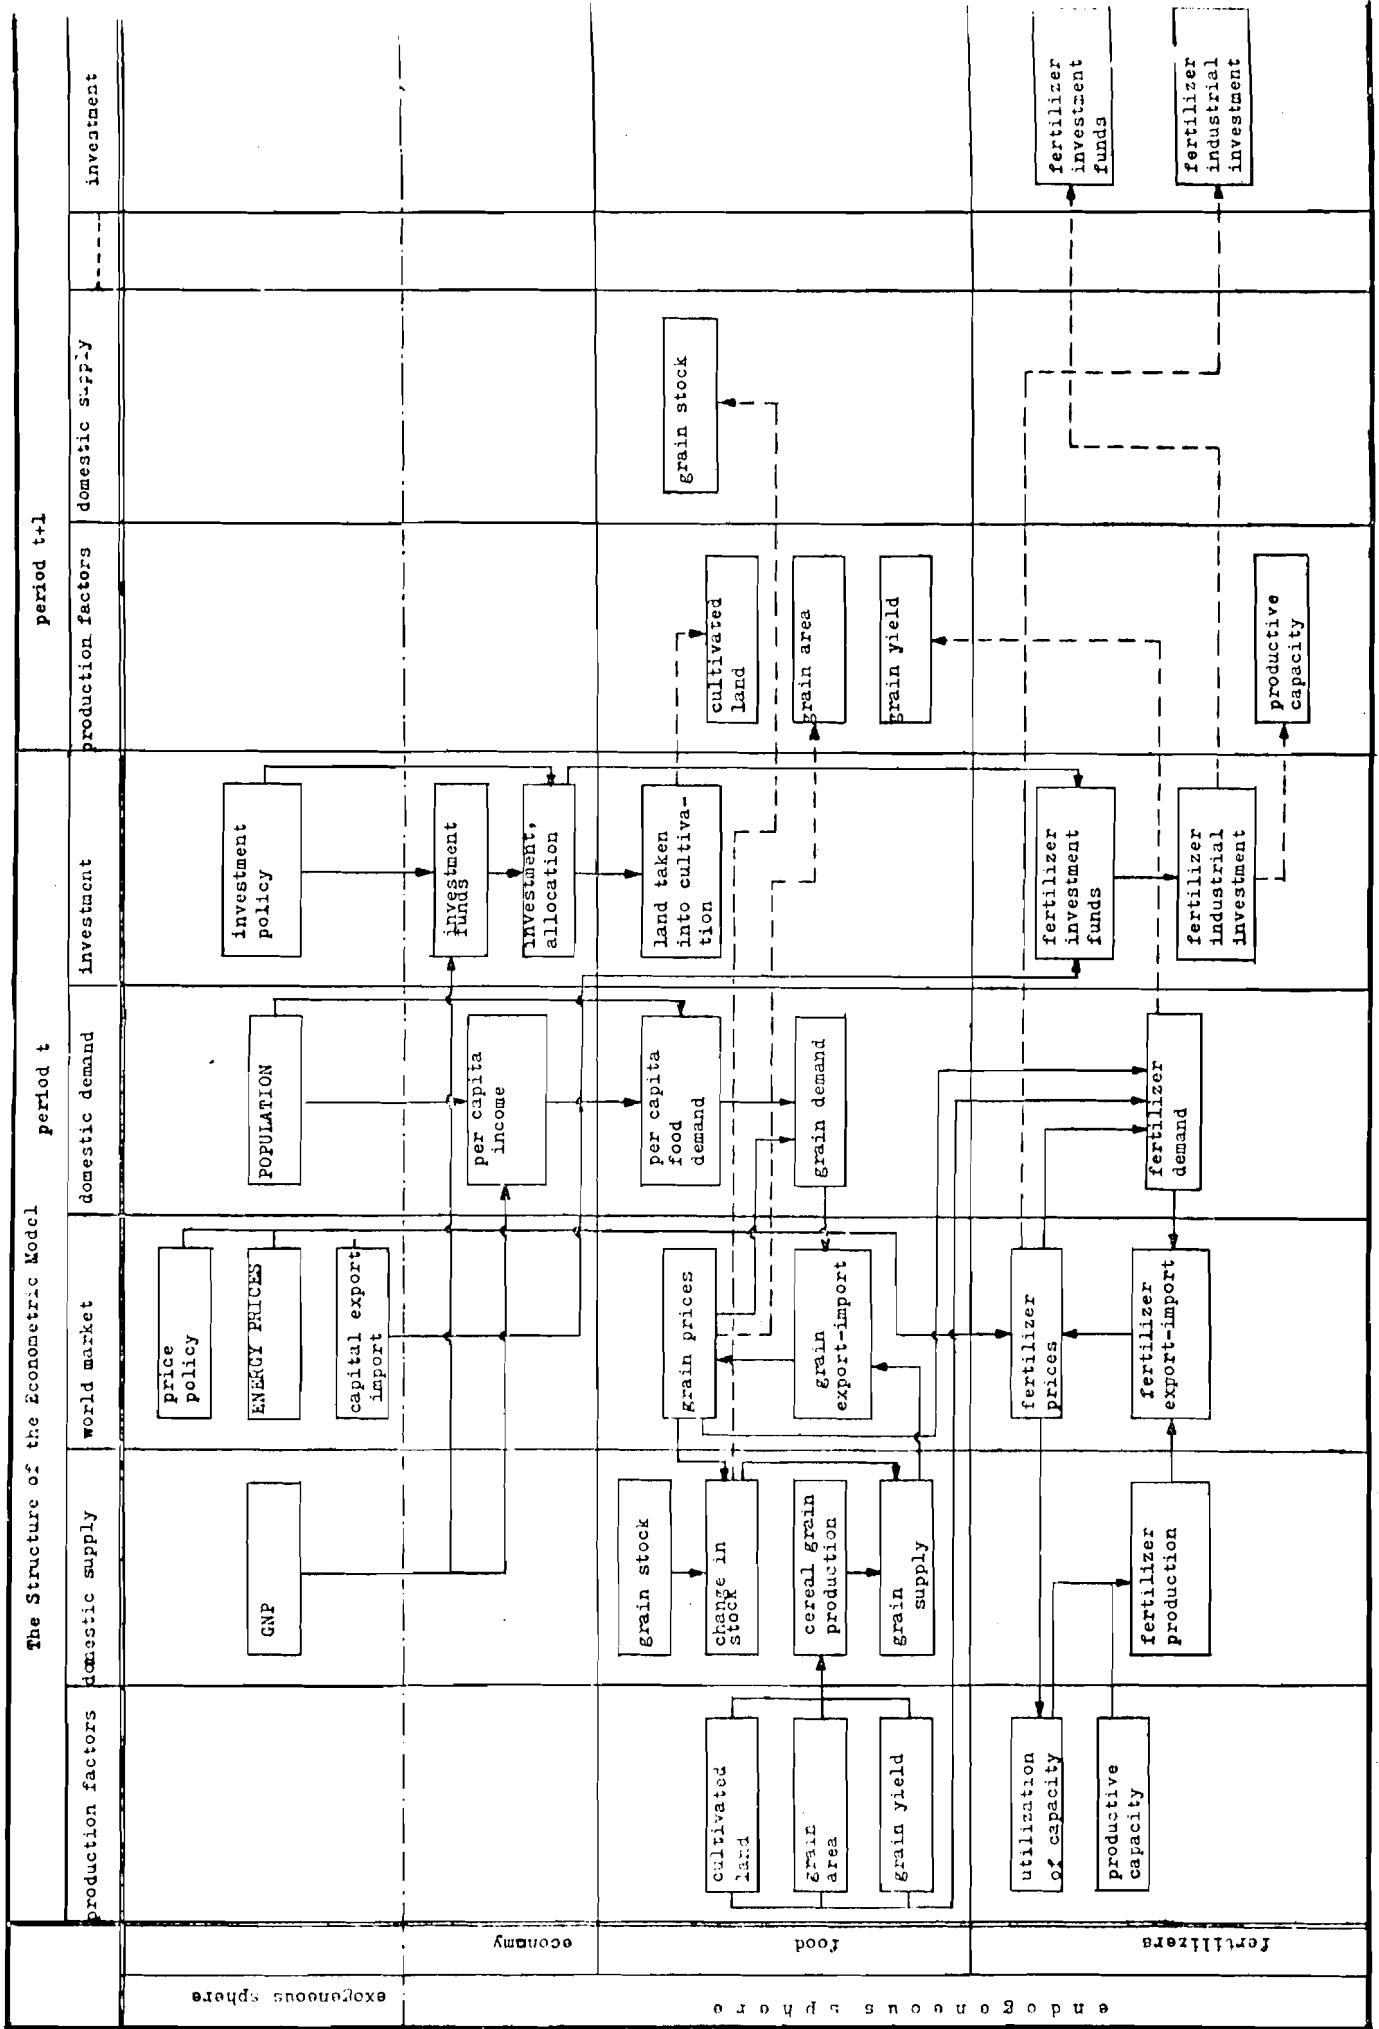 The Structure of the Econometric Model
period t
period t+1
production factors
domestic supply
world market
domestic demand
investment
production factors
domestic supply
investment
exogeneous sphere
endogoneous sphere
economy
food
fertilizers
GNP
price
policy
ENERGY PRICES
capital export
import
POPULATION
investment
policy
per capita
income
investment
funds
investment,
allocation
cultivated
land
grain
area
grain yield
grain stock
change in
stock
cereal grain
production
grain
supply
grain prices
grain
export-import
per capita
food
demand
grain demand
land taken
into cultiva-
tion
cultivated
land
grain area
grain yield
grain stock
utilization
of capacity
productive
capacity
fertilizer
production
fertilizer
prices
fertilizer
export-import
fertilizer
demand
fertilizer
investment
funds
fertilizer
industrial
investment
productive
capacity
fertilizer
investment
funds
fertilizer
industrial
investment